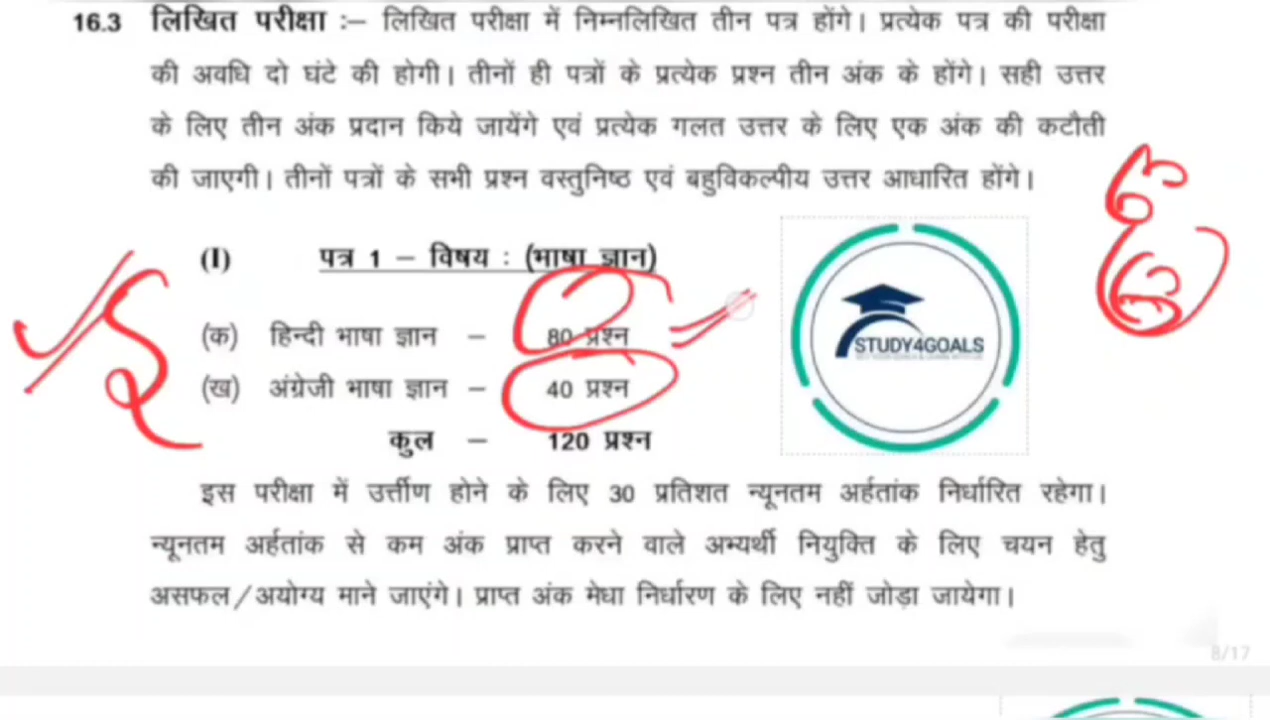 16.3 लिखित परीक्षा :– लिखित परीक्षा में निम्नलिखित तीन पत्र होंगे। प्रत्येक पत्र की परीक्षा
की अवधि दो घंटे की होगी। तीनों ही पत्रों के प्रत्येक प्रश्न तीन अंक के होंगे। सही उत्तर
के लिए तीन अंक प्रदान किये जायेंगे एवं प्रत्येक गलत उत्तर के लिए एक अंक की कटौती
की जाएगी। तीनों पत्रों के सभी प्रश्न वस्तुनिष्ठ एवं बहुविकल्पीय उत्तर आधारित होंगे।
(I) पत्र 1 – विषय : (भाषा ज्ञान)
(क) हिन्दी भाषा ज्ञान – 80 प्रश्न
(ख) अंग्रेजी भाषा ज्ञान – 40 प्रश्न
कुल – 120 प्रश्न
STUDY4GOALS
इस परीक्षा में उर्त्तीण होने के लिए 30 प्रतिशत न्यूनतम अर्हतांक निर्धारित रहेगा।
न्यूनतम अर्हतांक से कम अंक प्राप्त करने वाले अभ्यर्थी नियुक्ति के लिए चयन हेतु
असफल/अयोग्य माने जाएंगे। प्राप्त अंक मेधा निर्धारण के लिए नहीं जोड़ा जायेगा।
8/17